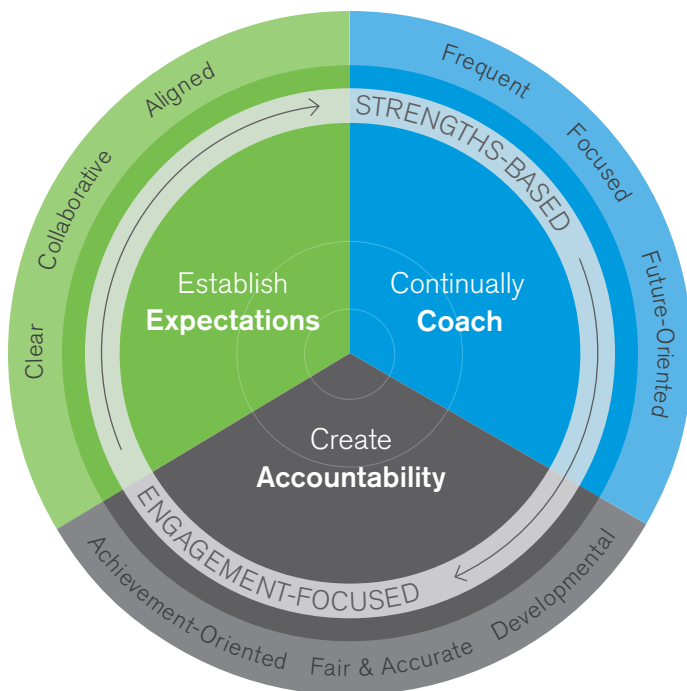 Clear
Collaborative
Aligned
Frequent
Focused
Future-Oriented
Developmental
Fair & Accurate
Achievement-Oriented
STRENGTHS-BASED
ENGAGEMENT-FOCUSED
Establish
Expectations
Continually
Coach
Create
Accountability